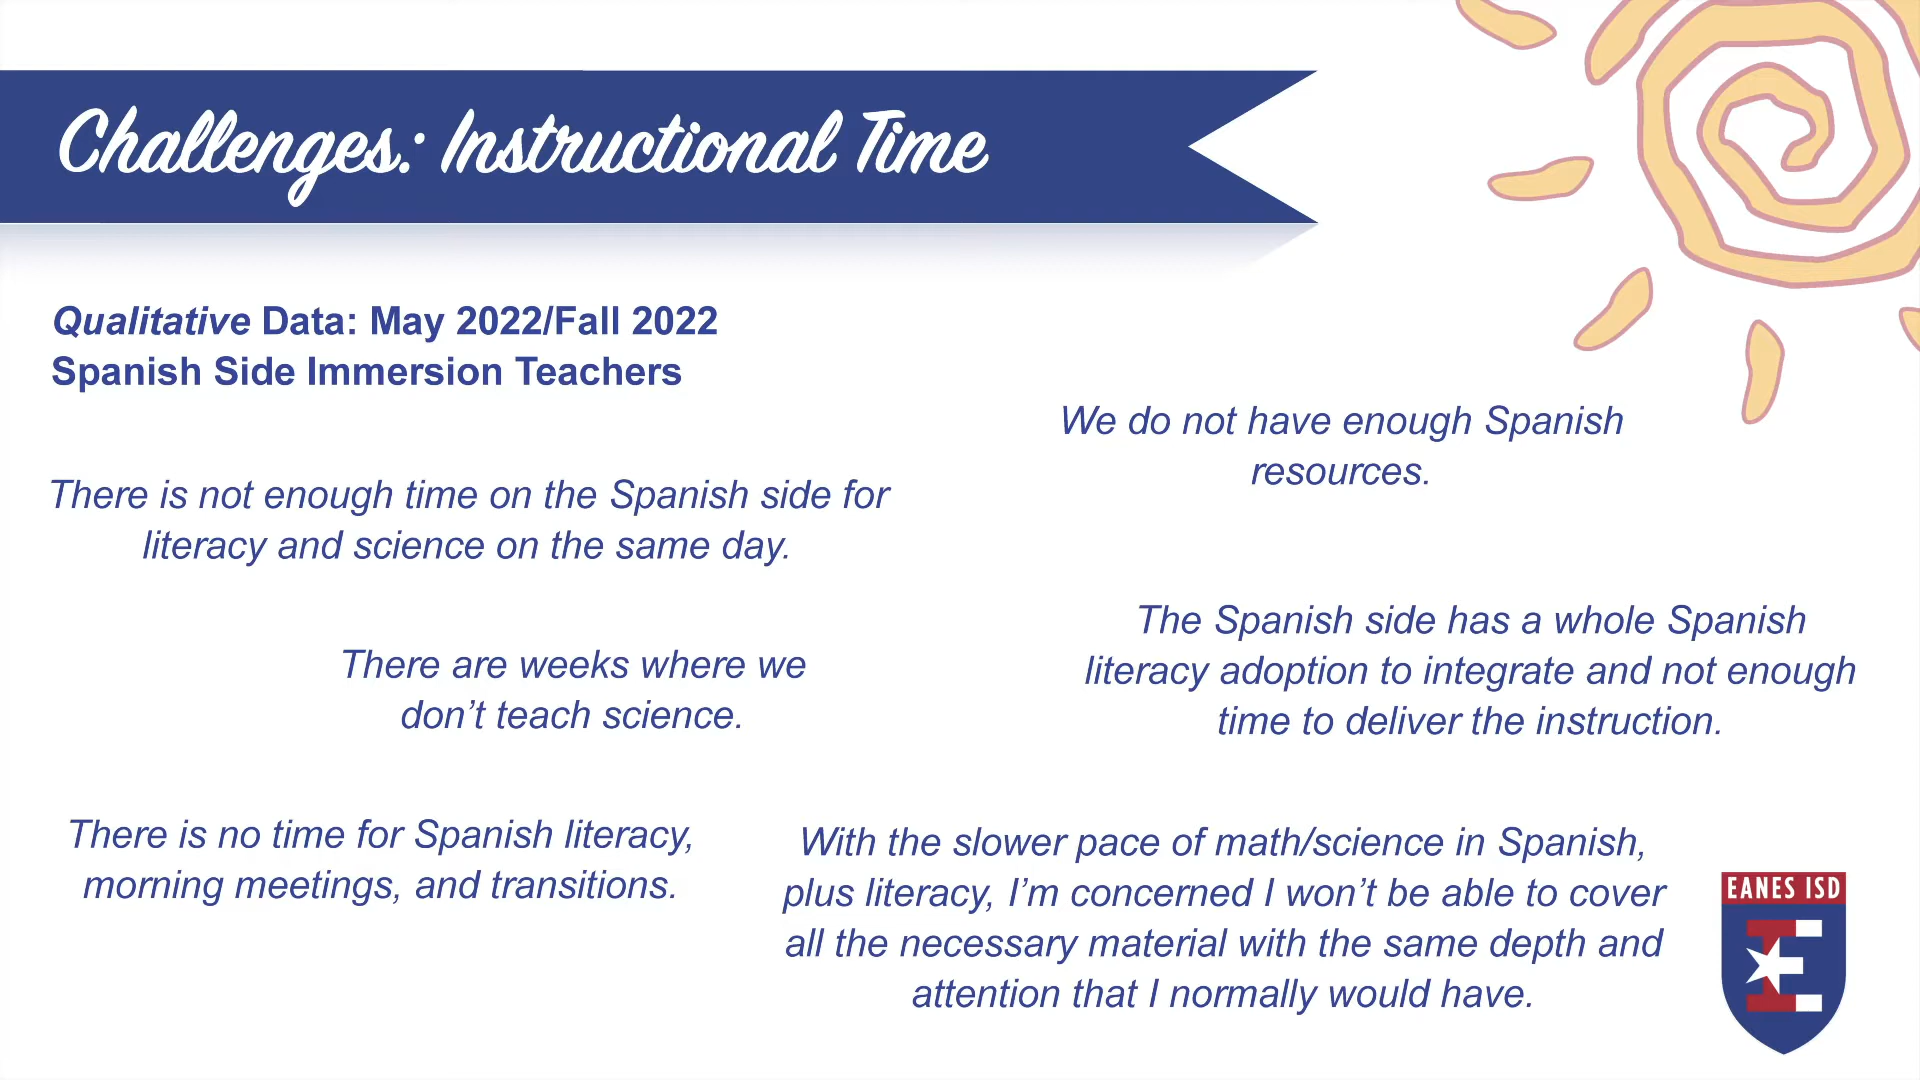 Challenges: Instructional Time
Qualitative Data: May 2022/Fall 2022
Spanish Side Immersion Teachers
There is not enough time on the Spanish side for
literacy and science on the same day.
There are weeks where we
don’t teach science.
There is no time for Spanish literacy,
morning meetings, and transitions.
We do not have enough Spanish
resources.
The Spanish side has a whole Spanish
literacy adoption to integrate and not enough
time to deliver the instruction.
With the slower pace of math/science in Spanish,
plus literacy, I’m concerned I won’t be able to cover
all the necessary material with the same depth and
attention that I normally would have.
EANES ISD
E